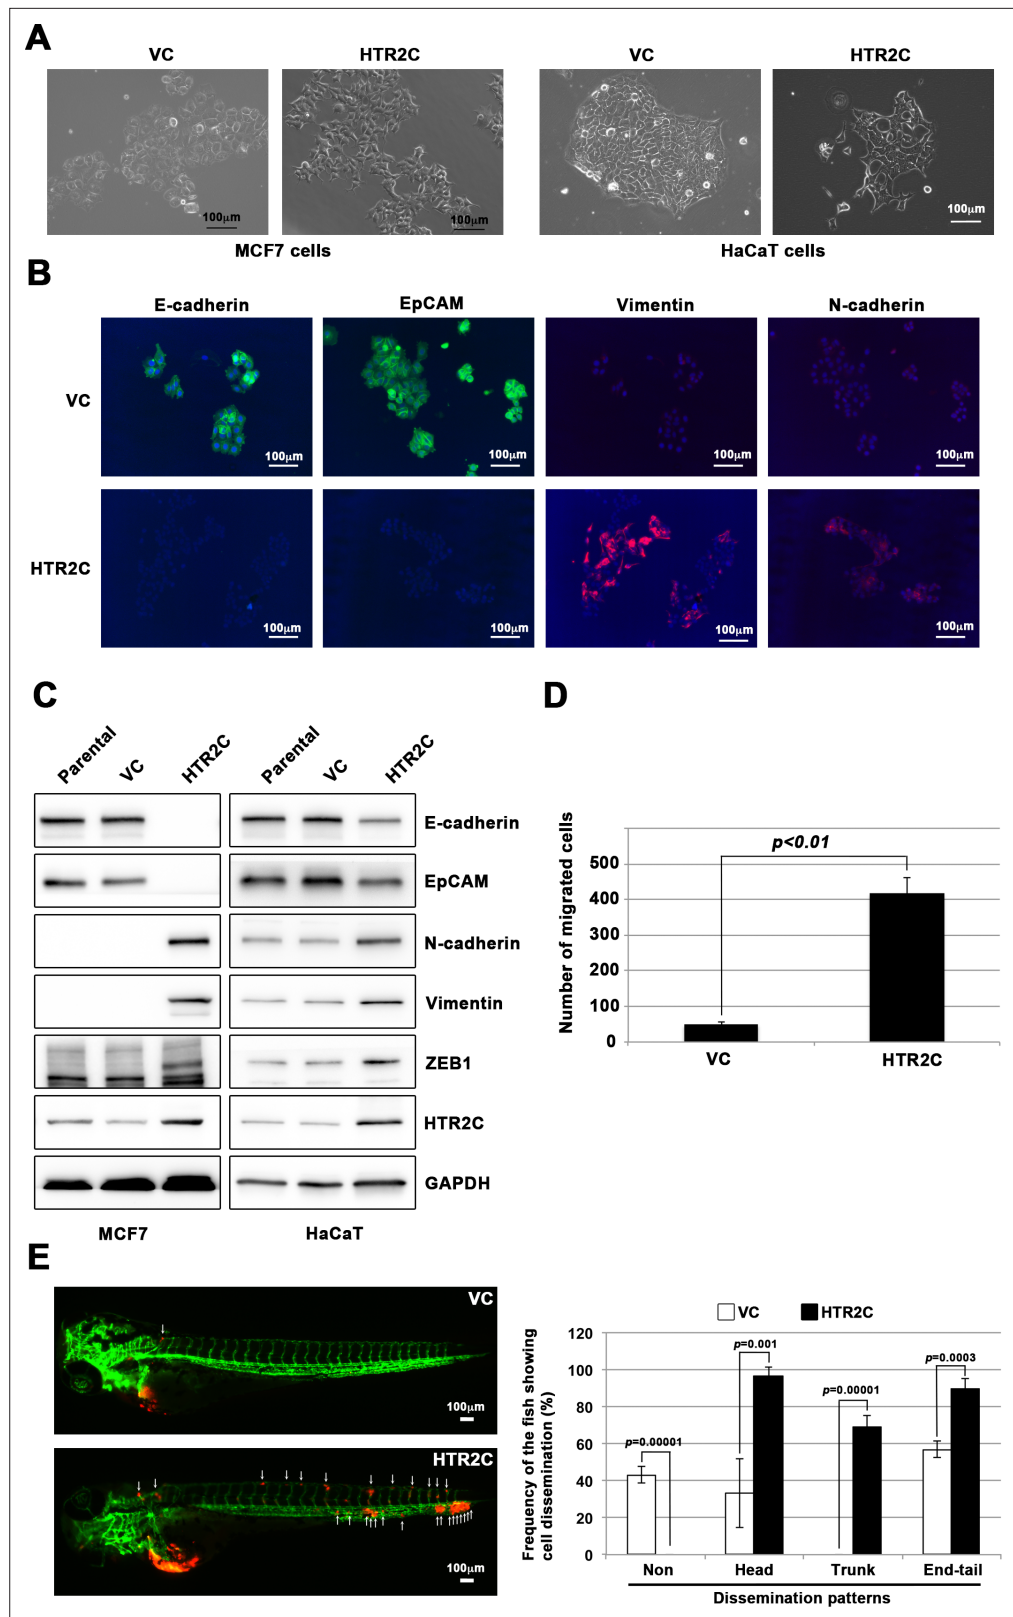 A
VC
HTR2C
VC
HTR2C
100μm
100μm
100μm
100μm
MCF7 cells
HaCaT cells
B
E-cadherin
EpCAM
Vimentin
N-cadherin
VC
100μm
100μm
100μm
100μm
HTR2C
100μm
100μm
100μm
100μm
C
Parental
VC
HTR2C
Parental
VC
HTR2C
E-cadherin
EpCAM
N-cadherin
Vimentin
ZEB1
HTR2C
GAPDH
MCF7
HaCaT
D
Number of migrated cells
500
400
300
200
100
0
p<0.01
VC
HTR2C
E
VC
100μm
HTR2C
100μm
VC
HTR2C
Frequency of the fish showing
cell dissemination (%)
120
100
80
60
40
20
0
p=0.00001
p=0.001
p=0.00001
p=0.0003
Non
Head
Trunk
End-tail
Dissemination patterns